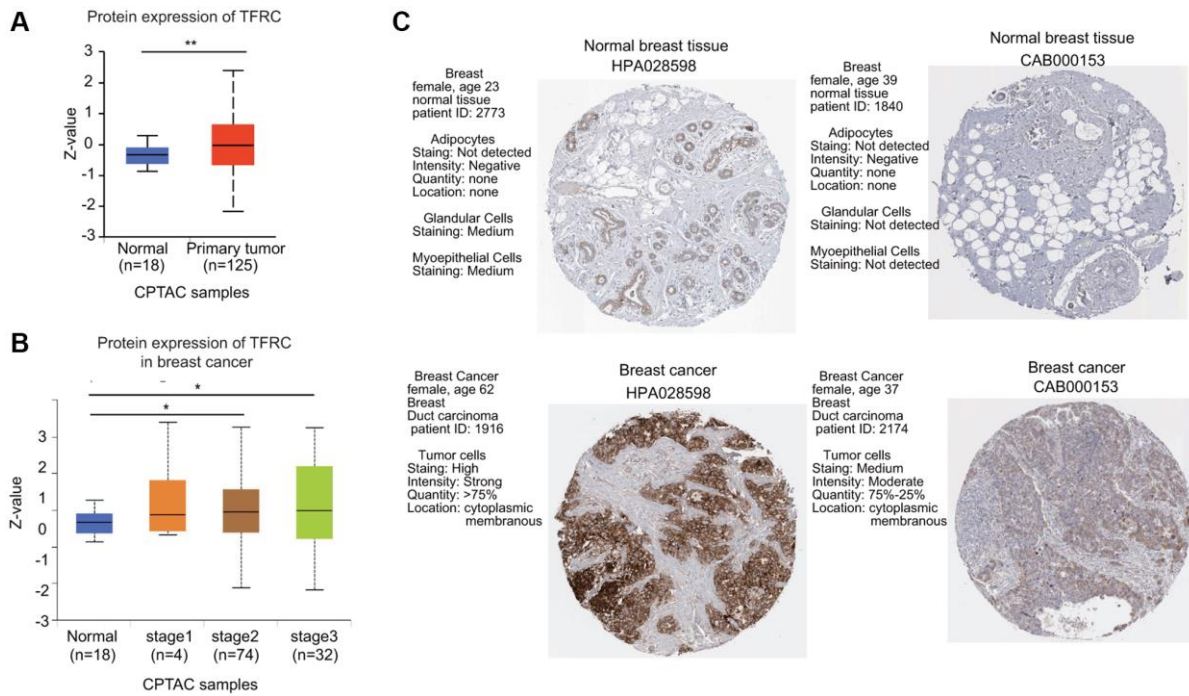 A
Protein expression of TFRC
**
3
2
1
0
-1
-2
-3
Z-value
Normal
(n=18)
Primary tumor
(n=125)
CPTAC samples
B
Protein expression of TFRC
in breast cancer
*
*
3
2
1
0
-1
-2
-3
Z-value
Normal
(n=18)
stage1
(n=4)
stage2
(n=74)
stage3
(n=32)
CPTAC samples
C
Normal breast tissue
HPA028598
Breast
female, age 23
normal tissue
patient ID: 2773
Adipocytes
Staing: Not detected
Intensity: Negative
Quantity: none
Location: none
Glandular Cells
Staining: Medium
Myoepithelial Cells
Staining: Medium
Normal breast tissue
CAB000153
Breast
female, age 39
normal tissue
patient ID: 1840
Adipocytes
Staing: Not detected
Intensity: Negative
Quantity: none
Location: none
Glandular Cells
Staining: Not detected
Myoepithelial Cells
Staining: Not detected
Breast cancer
HPA028598
Breast Cancer
female, age 62
Breast
Duct carcinoma
patient ID: 1916
Tumor cells
Staing: High
Intensity: Strong
Quantity: >75%
Location: cytoplasmic
membranous
Breast cancer
CAB000153
Breast Cancer
female, age 37
Breast
Duct carcinoma
patient ID: 2174
Tumor cells
Staing: Medium
Intensity: Moderate
Quantity: 75%-25%
Location: cytoplasmic
membranous